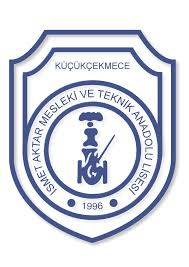 KÜÇÜKÇEKMECE
İSMET AKTAR MESLEKİ VE TEKNİK ANADOLU LİSESİ
1996